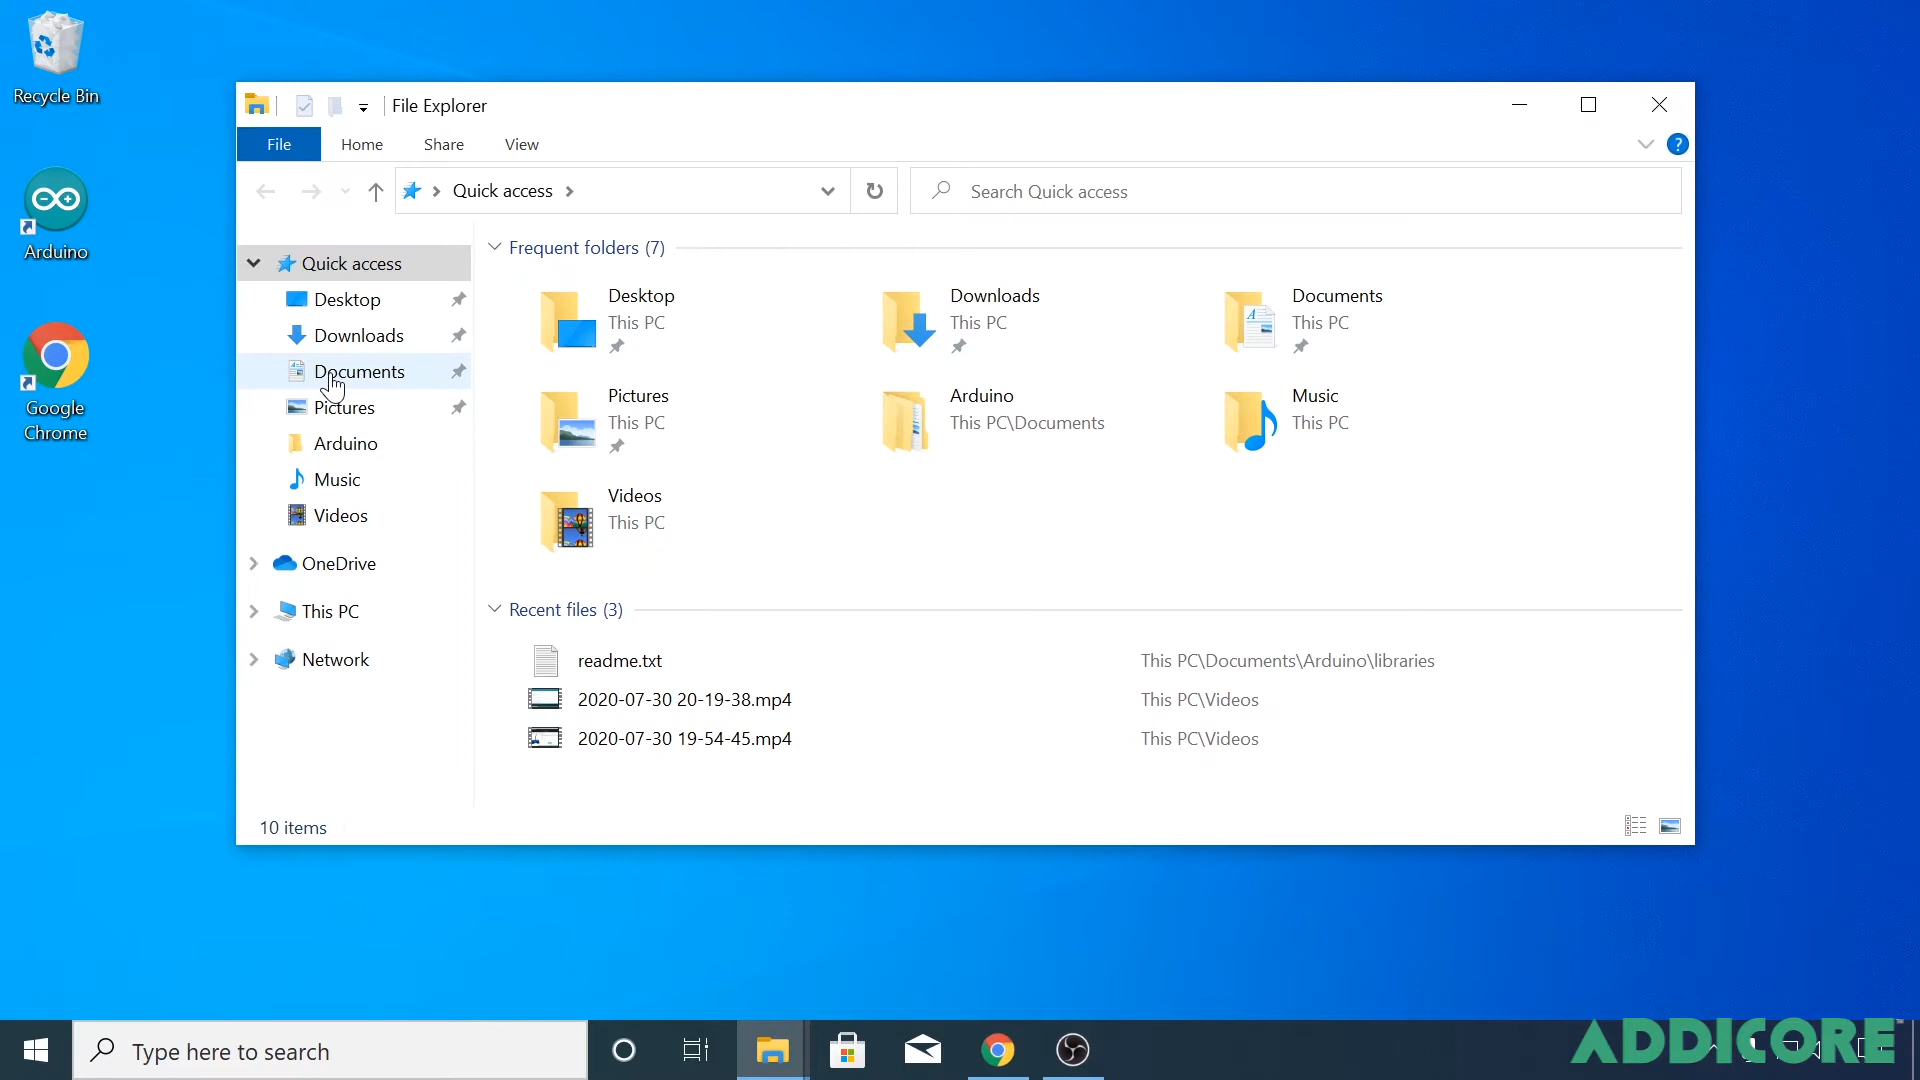 Recycle Bin
Arduino
Google
Chrome
File Explorer
File
Home
Share
View
?
Quick access
Search Quick access
Quick access
Desktop
Downloads
Documents
Pictures
Arduino
Music
Videos
OneDrive
This PC
Network
Frequent folders (7)
Desktop
This PC
Downloads
This PC
Documents
This PC
Pictures
This PC
Arduino
This PC\Documents
Music
This PC
Videos
This PC
Recent files (3)
readme.txt
This PC\Documents\Arduino\libraries
2020-07-30 20-19-38.mp4
This PC\Videos
2020-07-30 19-54-45.mp4
This PC\Videos
10 items
Type here to search
ADDICORE